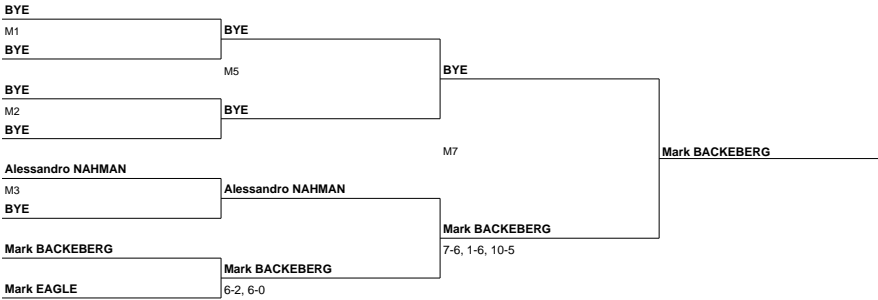 BYE
M1
BYE
BYE
M5
BYE
M2
BYE
BYE
BYE
M7
Alessandro NAHMAN
M3
BYE
Alessandro NAHMAN
Mark BACKEBERG
Mark EAGLE
Mark BACKEBERG
6-2, 6-0
Mark BACKEBERG
7-6, 1-6, 10-5
Mark BACKEBERG